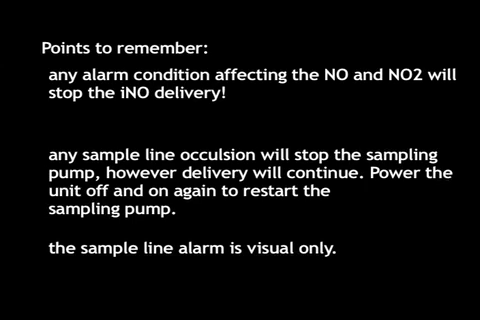 Points to remember:
any alarm condition affecting the NO and NO2 will
stop the iNO delivery!
any sample line occulsion will stop the sampling
pump, however delivery will continue. Power the
unit off and on again to restart the
sampling pump.
the sample line alarm is visual only.